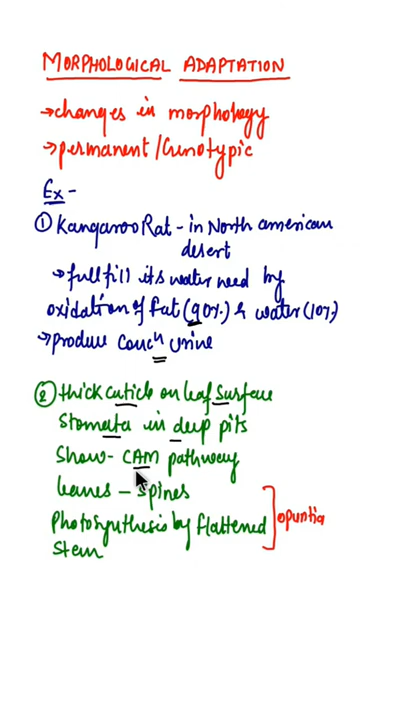 MORPHOLOGICAL ADAPTATION
→changes in morphology
→permanent/Genotypic
Ex -
① Kangaroo Rat - in North american
desert
→fullfill its water need by
oxidation of fat (90%) & water (10%)
→produce concn urine
② thick cuticle on leaf surface
Stomata in deep pits
Show - CAM pathway
leaves - spines
Photosynthesis by flattened
Stem
opuntia